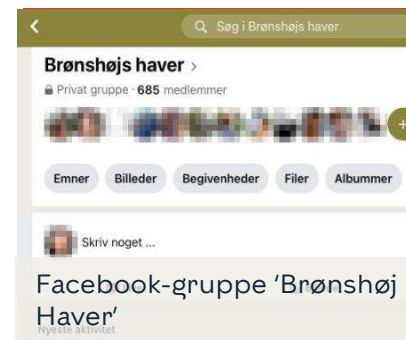 Søg i Brønshøjs haver
Brønshøjs haver >
Privat gruppe · 685 medlemmer
+
Emner Billeder Begivenheder Filer Albummer
Skriv noget ...
Facebook-gruppe ‘Brønshøj
Haver’
Nyeste aktivitet